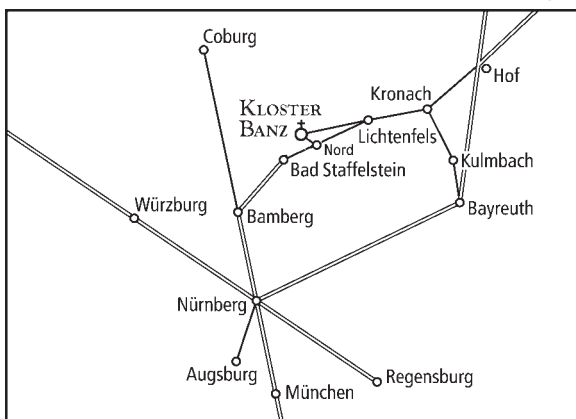 Coburg
Hof
Kronach
KLOSTER
BANZ
Lichtenfels
Nord
Bad Staffelstein
Kulmbach
Würzburg
Bamberg
Bayreuth
Nürnberg
Augsburg
München
Regensburg